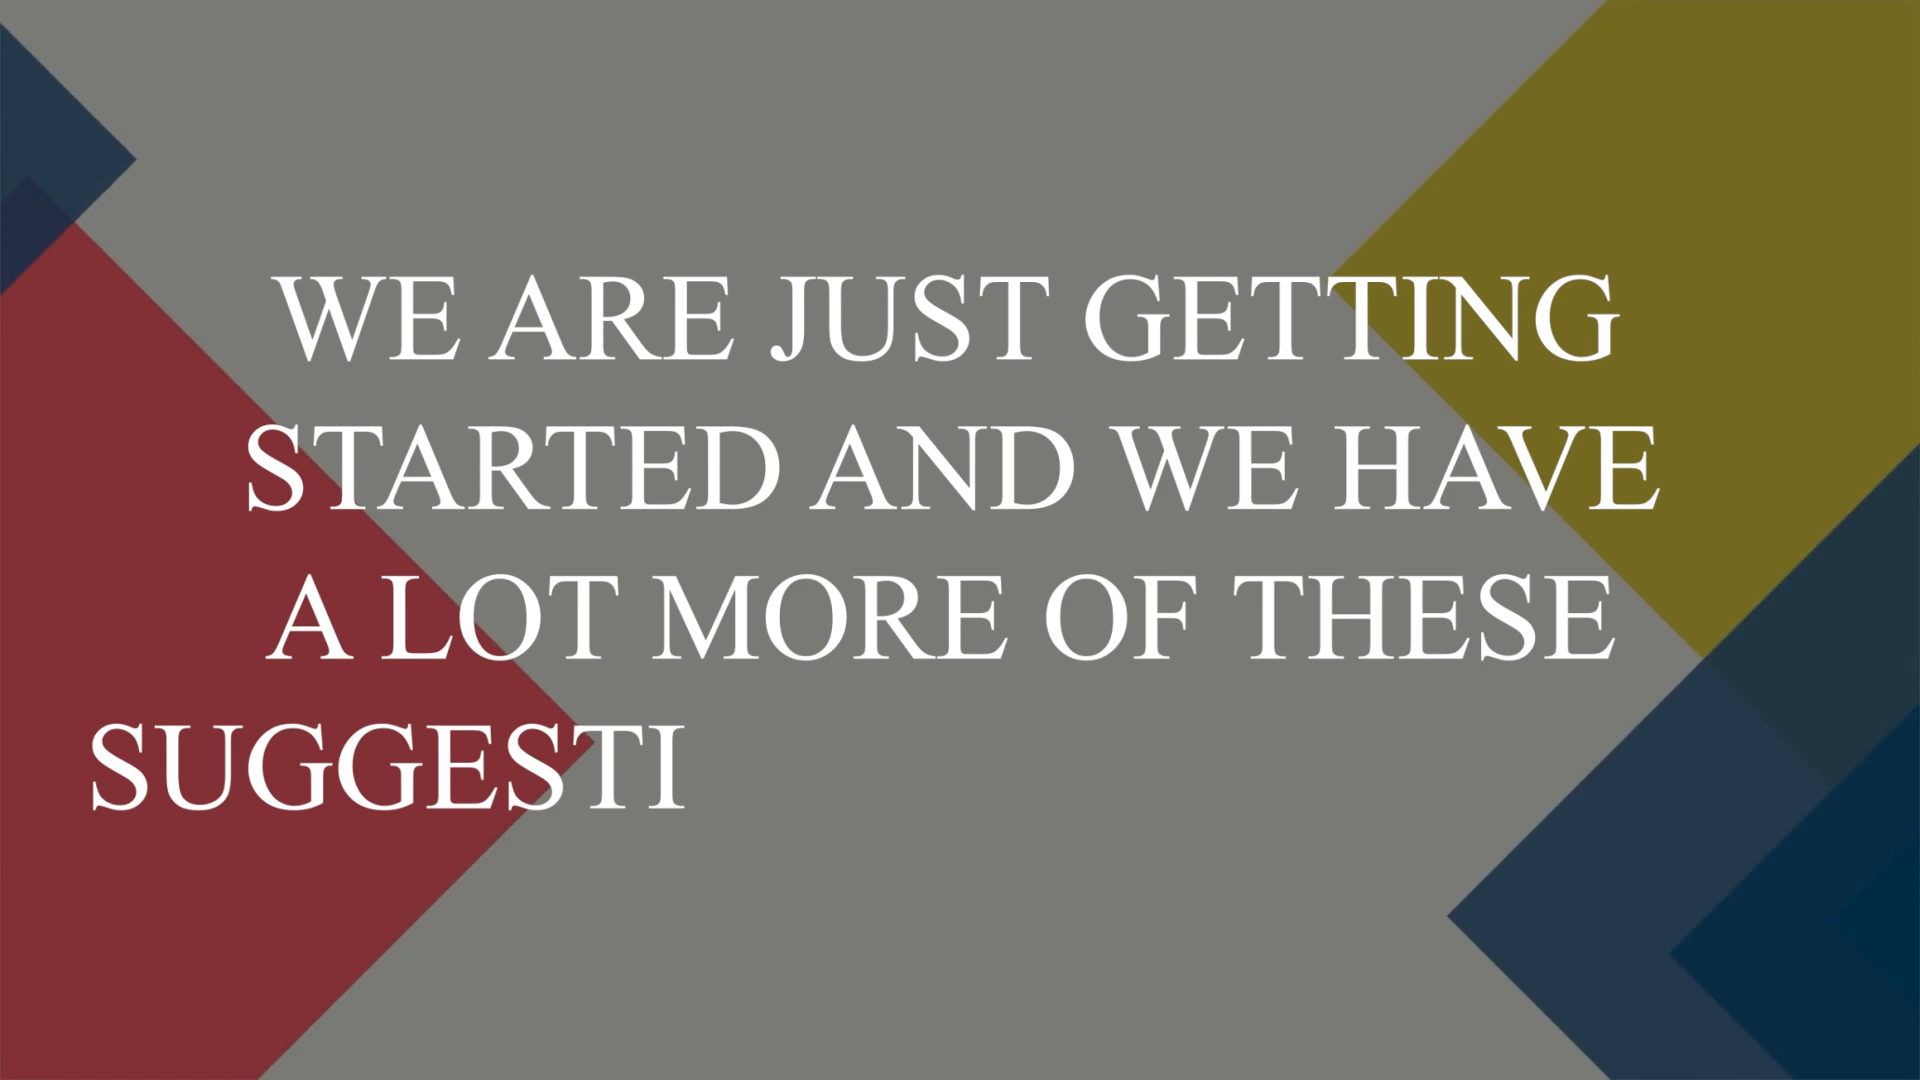 WE ARE JUST GETTING
STARTED AND WE HAVE
A LOT MORE OF THESE
SUGGESTI